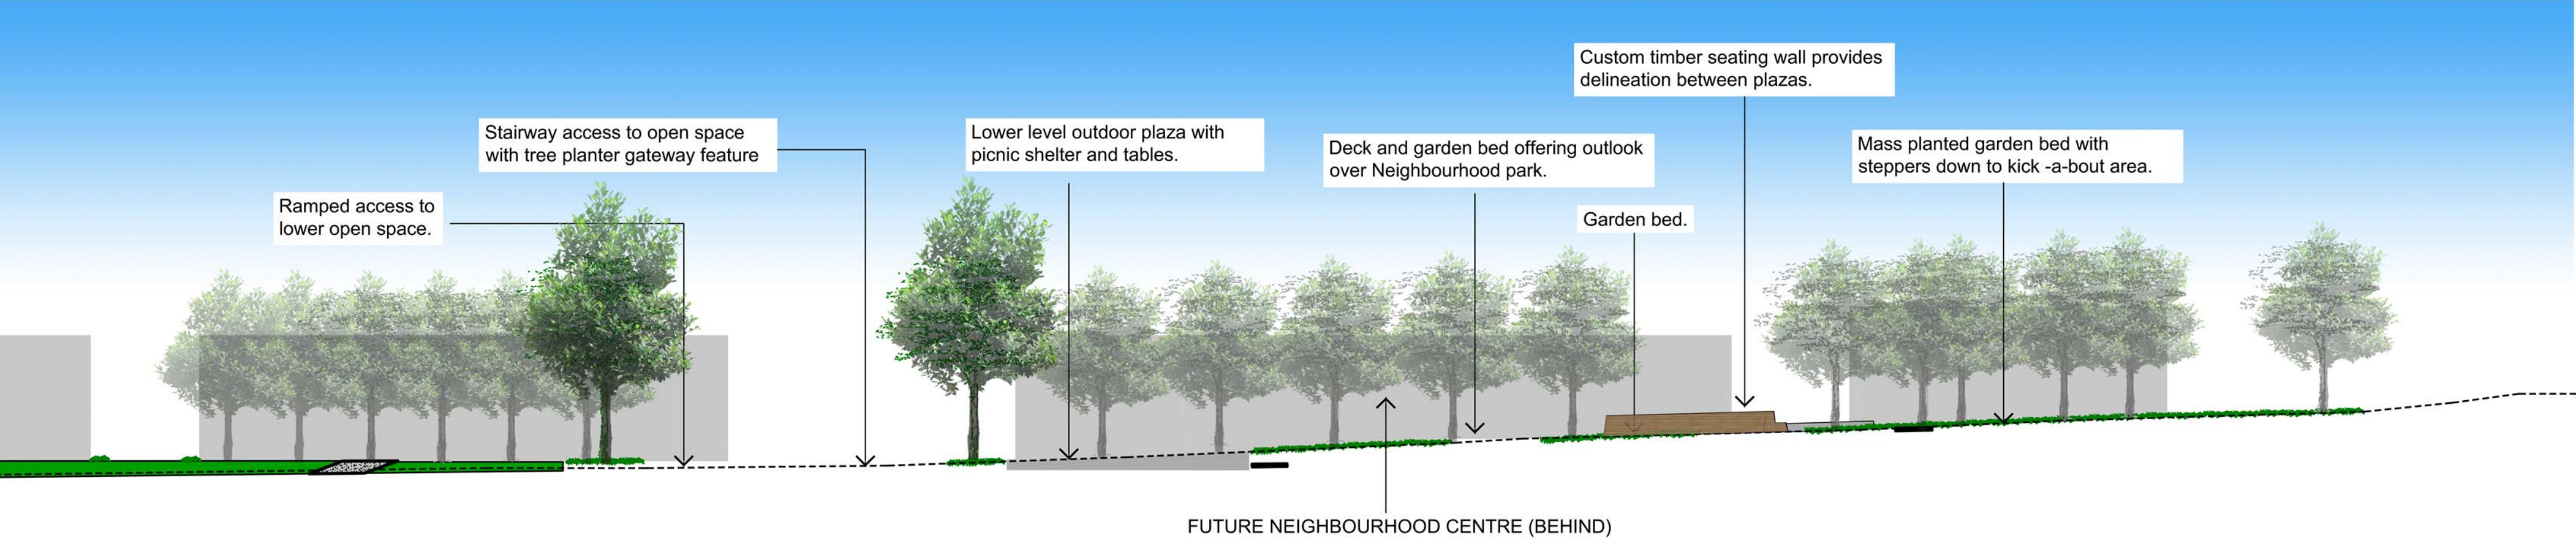 Ramped access to
lower open space.
Stairway access to open space
with tree planter gateway feature
Lower level outdoor plaza with
picnic shelter and tables.
Deck and garden bed offering outlook
over Neighbourhood park.
Garden bed.
Custom timber seating wall provides
delineation between plazas.
Mass planted garden bed with
steppers down to kick -a-bout area.
FUTURE NEIGHBOURHOOD CENTRE (BEHIND)